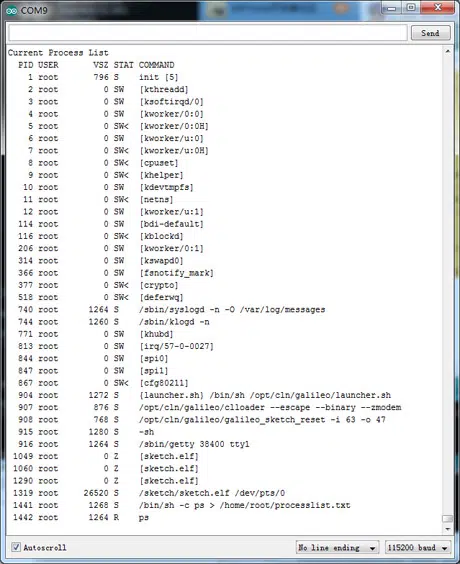 COM9
Send
Current Process List
PID USER VSZ STAT COMMAND
1 root 796 S init [5]
2 root 0 SW [kthreadd]
3 root 0 SW [ksoftirqd/0]
4 root 0 SW [kworker/0:0]
5 root 0 SW< [kworker/0:0H]
6 root 0 SW [kworker/u:0]
7 root 0 SW< [kworker/u:0H]
8 root 0 SW< [cpuset]
9 root 0 SW< [khelper]
10 root 0 SW [kdevtmpfs]
11 root 0 SW< [netns]
12 root 0 SW [kworker/u:1]
114 root 0 SW [bdi-default]
116 root 0 SW< [kblockd]
206 root 0 SW [kworker/0:1]
314 root 0 SW [kswapd0]
366 root 0 SW [fsnotify_mark]
377 root 0 SW< [crypto]
518 root 0 SW< [deferwq]
740 root 1264 S /sbin/syslogd -n -O /var/log/messages
744 root 1260 S /sbin/klogd -n
771 root 0 SW [khubd]
813 root 0 SW [irq/57-0-0027]
844 root 0 SW [spi0]
847 root 0 SW [spi1]
867 root 0 SW< [cfg80211]
904 root 1272 S {launcher.sh} /bin/sh /opt/cln/galileo/launcher.sh
907 root 876 S /opt/cln/galileo/clloader --escape --binary --zmodem
908 root 768 S /opt/cln/galileo/galileo_sketch_reset -i 63 -o 47
915 root 1280 S -sh
916 root 1264 S /sbin/getty 38400 tty1
1049 root 0 Z [sketch.elf]
1060 root 0 Z [sketch.elf]
1290 root 0 Z [sketch.elf]
1319 root 26520 S /sketch/sketch.elf /dev/pts/0
1441 root 1268 S /bin/sh -c ps > /home/root/processlist.txt
1442 root 1264 R ps
Autoscroll
No line ending
115200 baud